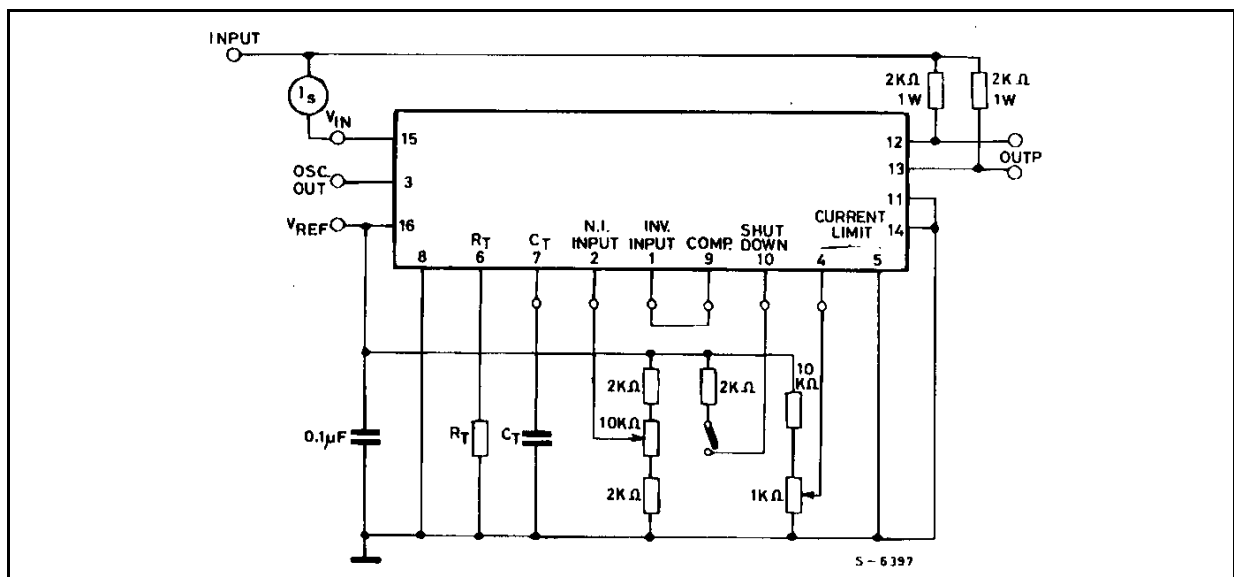 INPUT
Is
VIN
15
OSC.
OUT
3
VREF
16
2KΩ
1W
2KΩ
1W
12
13
OUTP
11
14
8
RT
6
CT
7
N.I.
INPUT
2
INV.
INPUT
1
COMP.
9
SHUT
DOWN
10
CURRENT
LIMIT
4
5
0.1µF
RT
CT
2KΩ
10KΩ
2KΩ
2KΩ
10
KΩ
1KΩ
S-6397